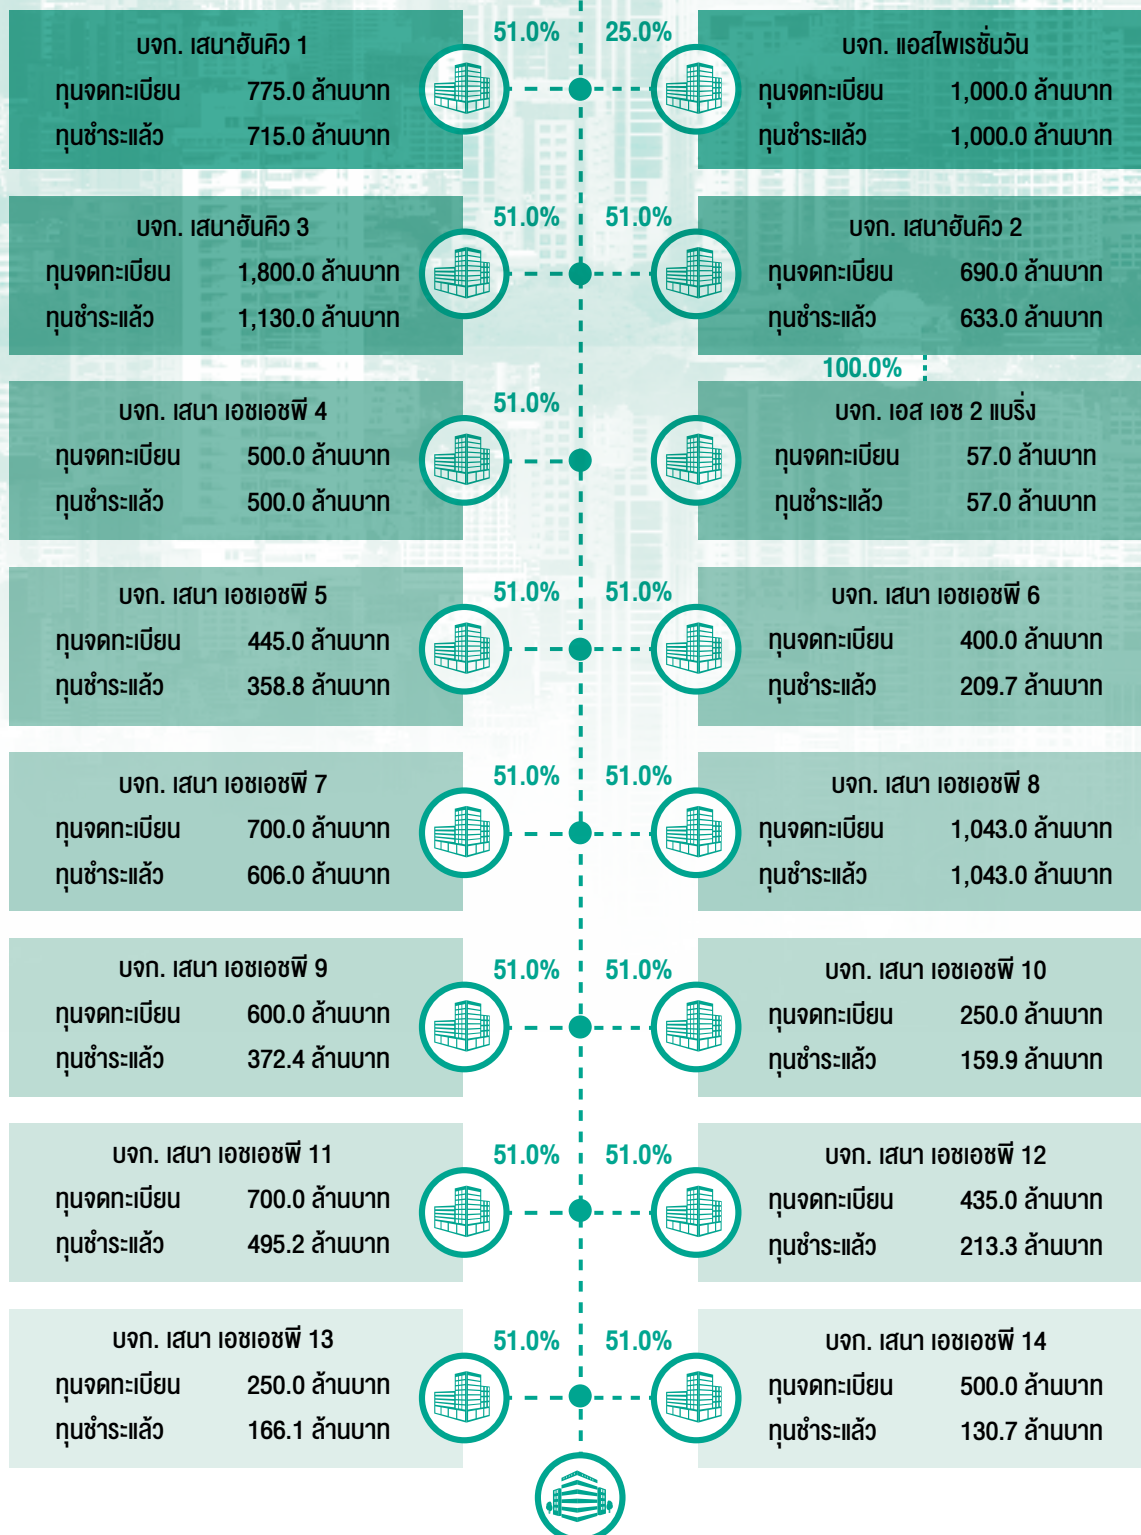 51.0%
25.0%
บจก. เสนาฮันคิว 1
ทุนจดทะเบียน 775.0 ล้านบาท
ทุนชำระแล้ว 715.0 ล้านบาท
บจก. แอสไพเรชั่นวัน
ทุนจดทะเบียน 1,000.0 ล้านบาท
ทุนชำระแล้ว 1,000.0 ล้านบาท
51.0%
51.0%
บจก. เสนาฮันคิว 3
ทุนจดทะเบียน 1,800.0 ล้านบาท
ทุนชำระแล้ว 1,130.0 ล้านบาท
บจก. เสนาฮันคิว 2
ทุนจดทะเบียน 690.0 ล้านบาท
ทุนชำระแล้ว 633.0 ล้านบาท
100.0%
51.0%
บจก. เสนา เอชเอชพี 4
ทุนจดทะเบียน 500.0 ล้านบาท
ทุนชำระแล้ว 500.0 ล้านบาท
บจก. เอส เอช 2 แบริ่ง
ทุนจดทะเบียน 57.0 ล้านบาท
ทุนชำระแล้ว 57.0 ล้านบาท
51.0%
51.0%
บจก. เสนา เอชเอชพี 5
ทุนจดทะเบียน 445.0 ล้านบาท
ทุนชำระแล้ว 358.8 ล้านบาท
บจก. เสนา เอชเอชพี 6
ทุนจดทะเบียน 400.0 ล้านบาท
ทุนชำระแล้ว 209.7 ล้านบาท
51.0%
51.0%
บจก. เสนา เอชเอชพี 7
ทุนจดทะเบียน 700.0 ล้านบาท
ทุนชำระแล้ว 606.0 ล้านบาท
บจก. เสนา เอชเอชพี 8
ทุนจดทะเบียน 1,043.0 ล้านบาท
ทุนชำระแล้ว 1,043.0 ล้านบาท
51.0%
51.0%
บจก. เสนา เอชเอชพี 9
ทุนจดทะเบียน 600.0 ล้านบาท
ทุนชำระแล้ว 372.4 ล้านบาท
บจก. เสนา เอชเอชพี 10
ทุนจดทะเบียน 250.0 ล้านบาท
ทุนชำระแล้ว 159.9 ล้านบาท
51.0%
51.0%
บจก. เสนา เอชเอชพี 11
ทุนจดทะเบียน 700.0 ล้านบาท
ทุนชำระแล้ว 495.2 ล้านบาท
บจก. เสนา เอชเอชพี 12
ทุนจดทะเบียน 435.0 ล้านบาท
ทุนชำระแล้ว 213.3 ล้านบาท
51.0%
51.0%
บจก. เสนา เอชเอชพี 13
ทุนจดทะเบียน 250.0 ล้านบาท
ทุนชำระแล้ว 166.1 ล้านบาท
บจก. เสนา เอชเอชพี 14
ทุนจดทะเบียน 500.0 ล้านบาท
ทุนชำระแล้ว 130.7 ล้านบาท